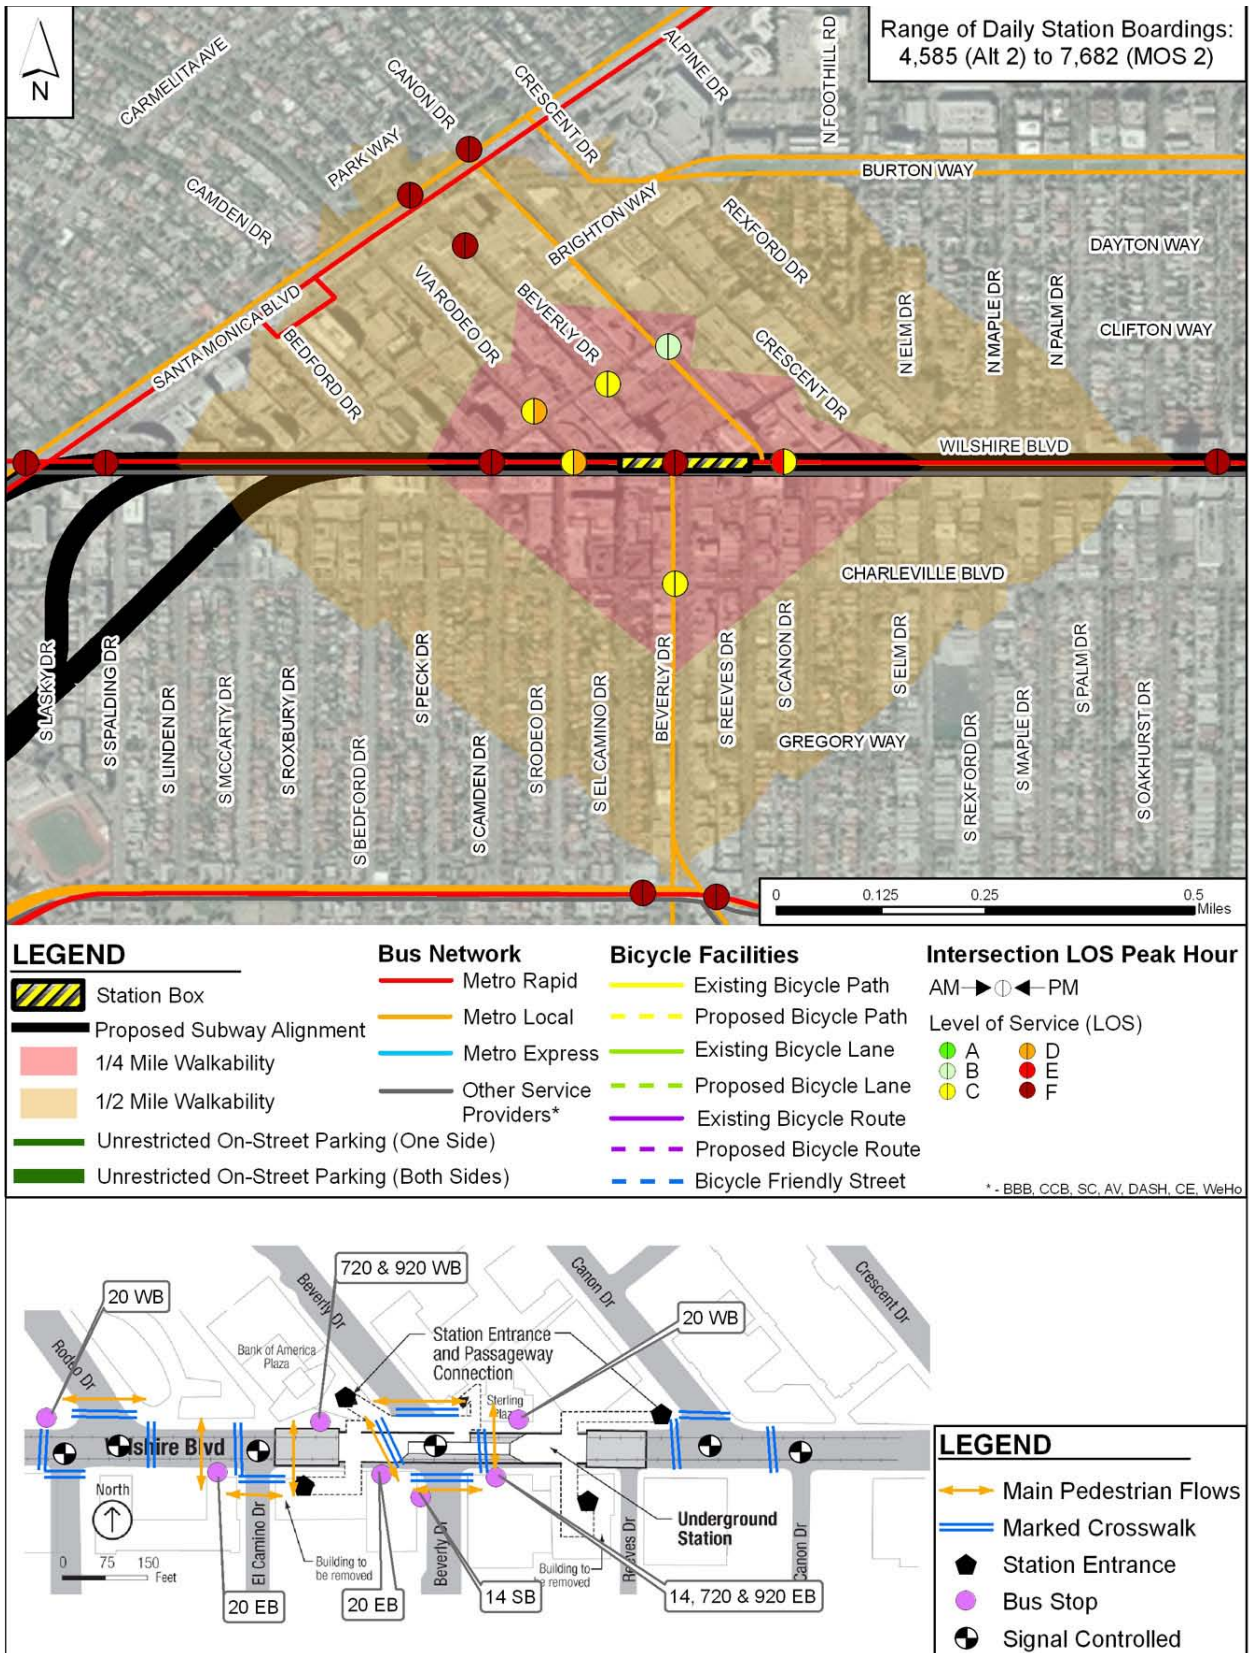 Range of Daily Station Boardings:
4,585 (Alt 2) to 7,682 (MOS 2)
N
CARMELITA AVE
CANON DR
PARK WAY
CAMDEN DR
CRESCENT DR
ALPINE DR
N FOOTHILL RD
BURTON WAY
BRIGHTON WAY
REXFORD DR
DAYTON WAY
SANTA MONICA BLVD
VIA RODEO DR
BEVERLY DR
BEDFORD DR
CRESCENT DR
N ELM DR
N MAPLE DR
N PALM DR
CLIFTON WAY
WILSHIRE BLVD
CHARLEVILLE BLVD
S LASKY DR
S SPALDING DR
S LINDEN DR
S MCCARTY DR
S ROXBURY DR
S BEDFORD DR
S PECK DR
S CAMDEN DR
S RODEO DR
S EL CAMINO DR
BEVERLY DR
S REEVES DR
S CANON DR
S ELM DR
GREGORY WAY
S REXFORD DR
S MAPLE DR
S PALM DR
S OAKHURST DR
0 0.125 0.25 0.5
Miles
LEGEND
Station Box
Proposed Subway Alignment
1/4 Mile Walkability
1/2 Mile Walkability
Unrestricted On-Street Parking (One Side)
Unrestricted On-Street Parking (Both Sides)
Bus Network
Metro Rapid
Metro Local
Metro Express
Other Service
Providers*
Bicycle Facilities
Existing Bicycle Path
Proposed Bicycle Path
Existing Bicycle Lane
Proposed Bicycle Lane
Existing Bicycle Route
Proposed Bicycle Route
Bicycle Friendly Street
Intersection LOS Peak Hour
AM PM
Level of Service (LOS)
A D
B E
C F
* - BBB, CCB, SC, AV, DASH, CE, WeHo
720 & 920 WB
20 WB
20 WB
Rodeo Dr
Beverly Dr
Canon Dr
Crescent Dr
Bank of America
Plaza
Station Entrance
and Passageway
Connection
Sterling
Plaza
Wilshire Blvd
North
0 75 150
Feet
El Camino Dr
Building to
be removed
Beverly Dr
Building to
be removed
Reeves Dr
Underground
Station
Canon Dr
20 EB
20 EB
14 SB
14, 720 & 920 EB
LEGEND
Main Pedestrian Flows
Marked Crosswalk
Station Entrance
Bus Stop
Signal Controlled